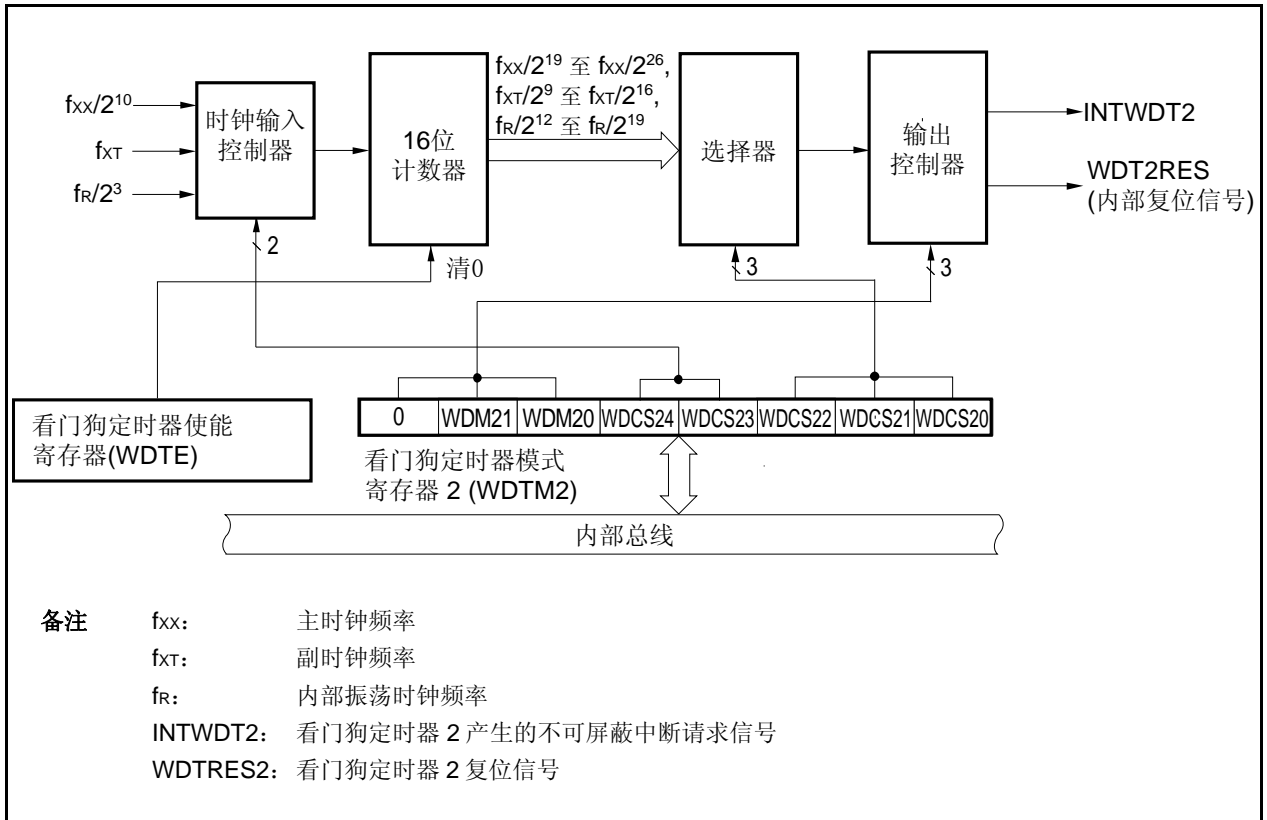 fxx/2^10
fXT
fR/2^3
时钟输入
控制器
2
16位
计数器
清0
fxx/2^19 至 fxx/2^26,
fXT/2^9 至 fXT/2^16,
fR/2^12 至 fR/2^19
选择器
3
输出
控制器
3
INTWDT2
WDT2RES
(内部复位信号)
看门狗定时器使能
寄存器(WDTE)
0 WDM21 WDM20 WDCS24 WDCS23 WDCS22 WDCS21 WDCS20
看门狗定时器模式
寄存器 2 (WDTM2)
内部总线
备注 fxx： 主时钟频率
fXT： 副时钟频率
fR： 内部振荡时钟频率
INTWDT2： 看门狗定时器 2 产生的不可屏蔽中断请求信号
WDTRES2： 看门狗定时器 2 复位信号